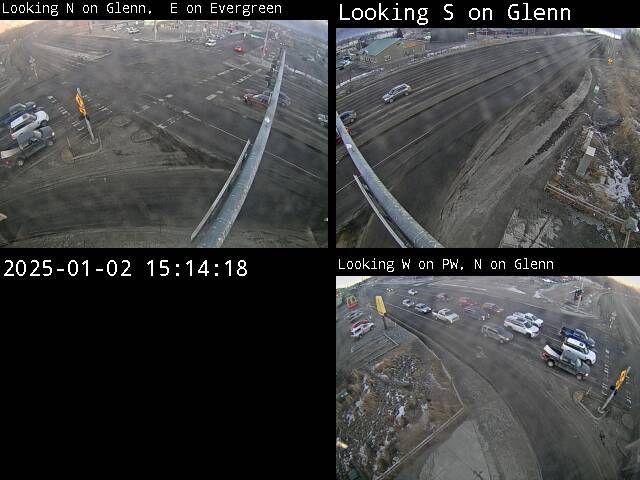 Looking N on Glenn,  E on Evergreen
Looking S on Glenn
2025-01-02 15:14:18
Looking W on PW, N on Glenn